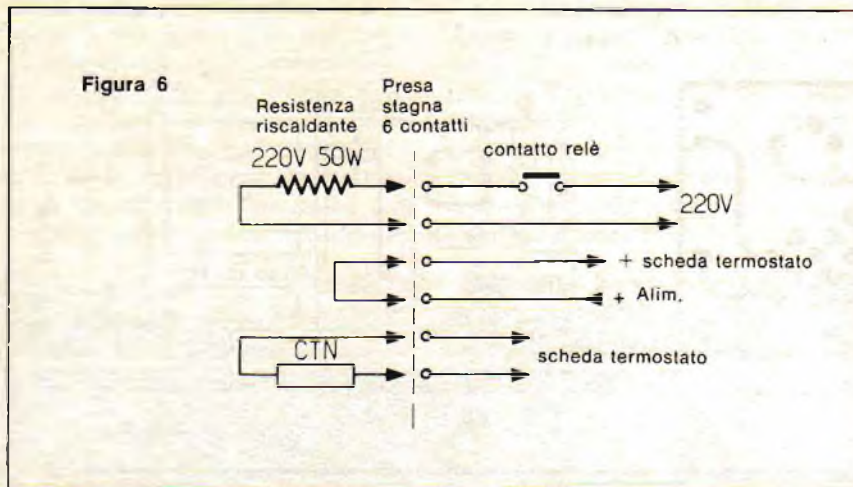 Figura 6
Resistenza
riscaldante
220V 50W
Presa
stagna
6 contatti
contatto relè
220V
+ scheda termostato
+ Alim.
CTN
scheda termostato